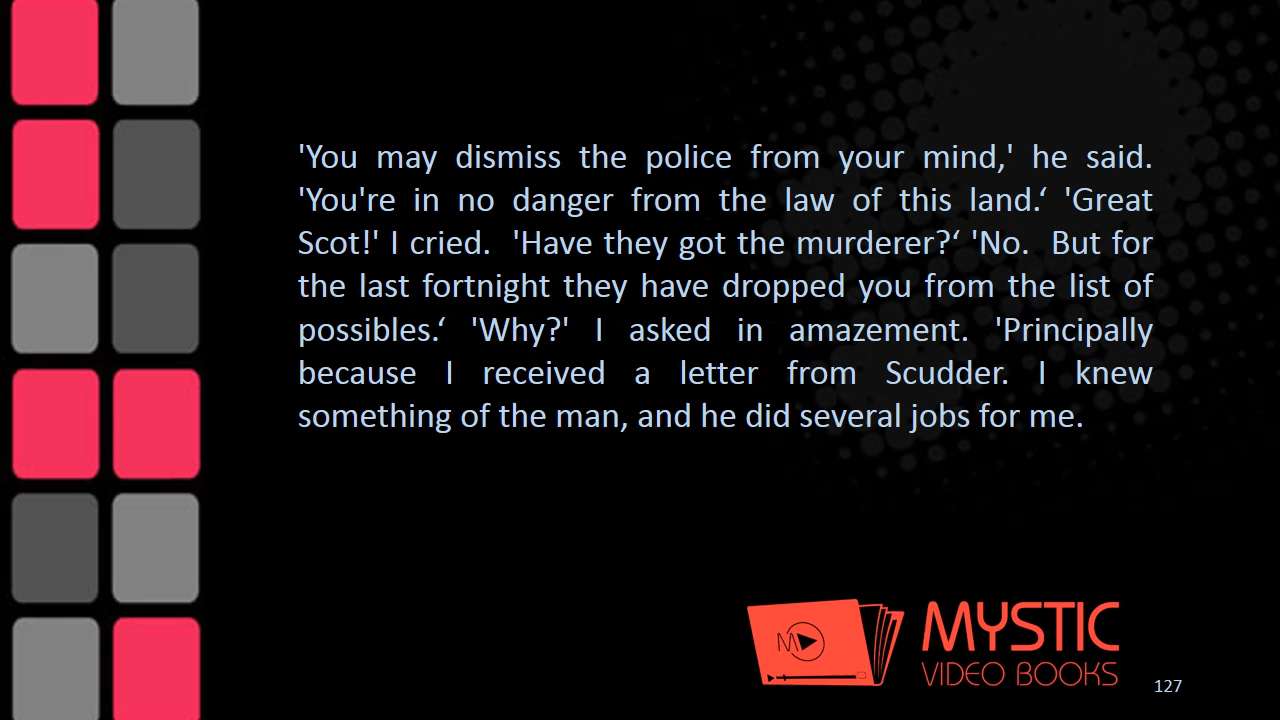 'You may dismiss the police from your mind,' he said.
'You're in no danger from the law of this land.‘ 'Great
Scot!' I cried.  'Have they got the murderer?‘ 'No.  But for
the last fortnight they have dropped you from the list of
possibles.‘ 'Why?' I asked in amazement. 'Principally
because I received a letter from Scudder. I knew
something of the man, and he did several jobs for me.
M
MYSTIC
VIDEO BOOKS
127